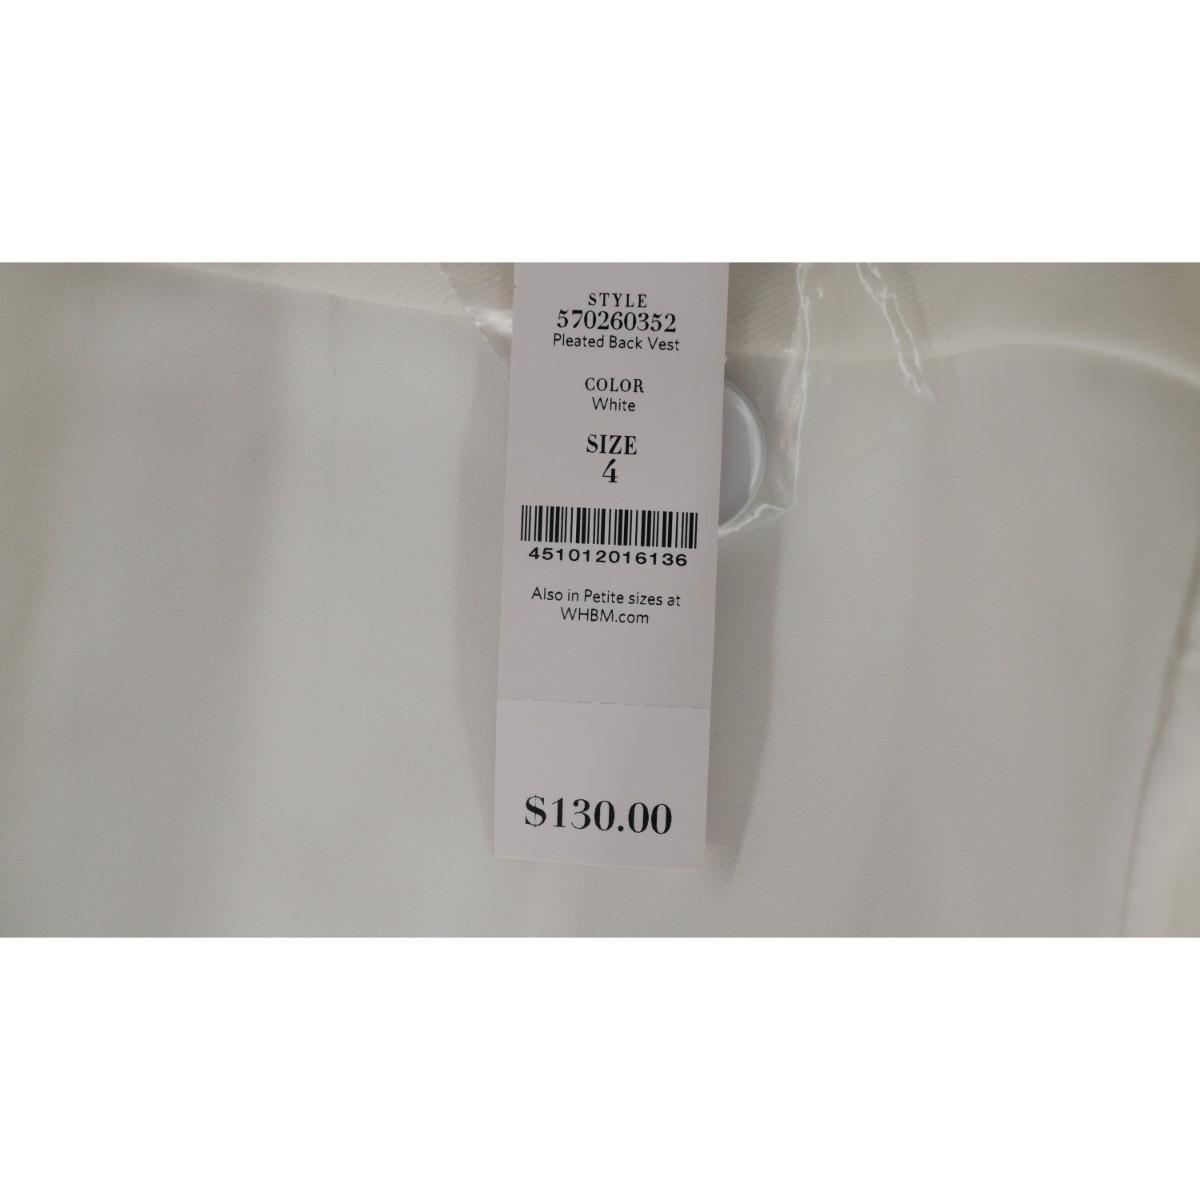 STYLE
570260352
Pleated Back Vest
COLOR
White
SIZE
4
451012016136
Also in Petite sizes at
WHBM.com
$130.00